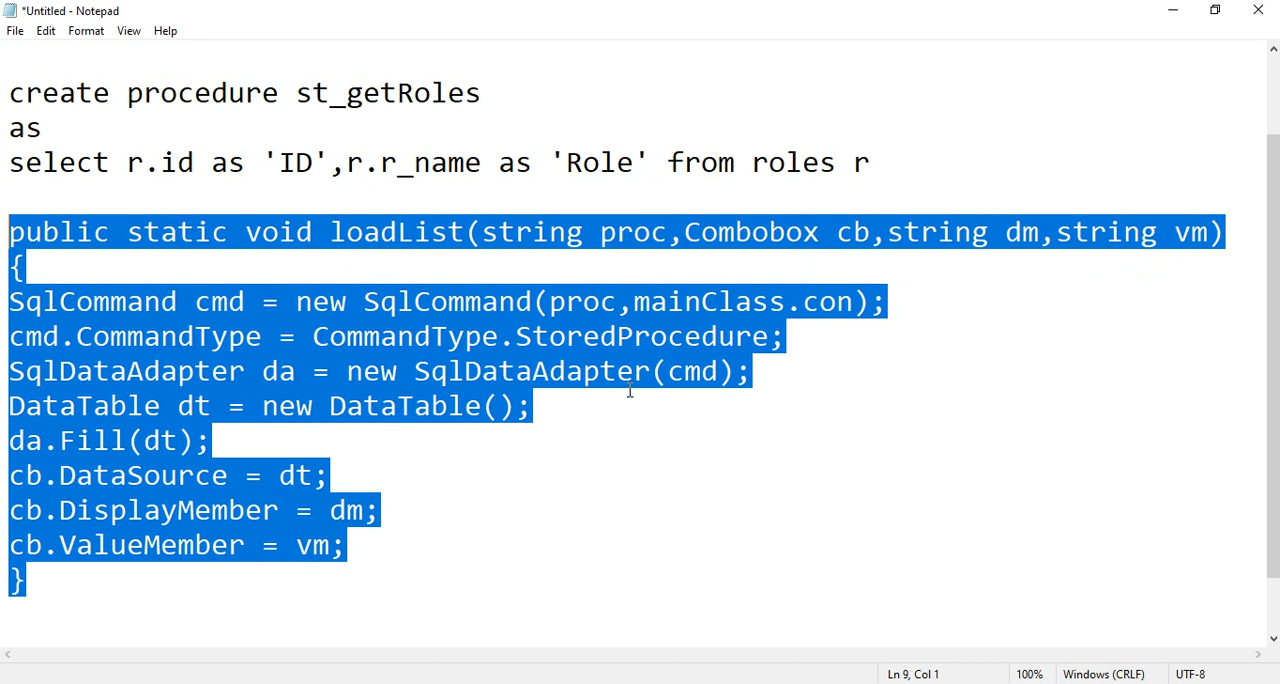 *Untitled - Notepad
File Edit Format View Help
create procedure st_getRoles
as
select r.id as 'ID',r.r_name as 'Role' from roles r
public static void loadList(string proc,Combobox cb,string dm,string vm)
{
SqlCommand cmd = new SqlCommand(proc,mainClass.con);
cmd.CommandType = CommandType.StoredProcedure;
SqlDataAdapter da = new SqlDataAdapter(cmd);
DataTable dt = new DataTable();
da.Fill(dt);
cb.DataSource = dt;
cb.DisplayMember = dm;
cb.ValueMember = vm;
}
Ln 9, Col 1 100% Windows (CRLF) UTF-8